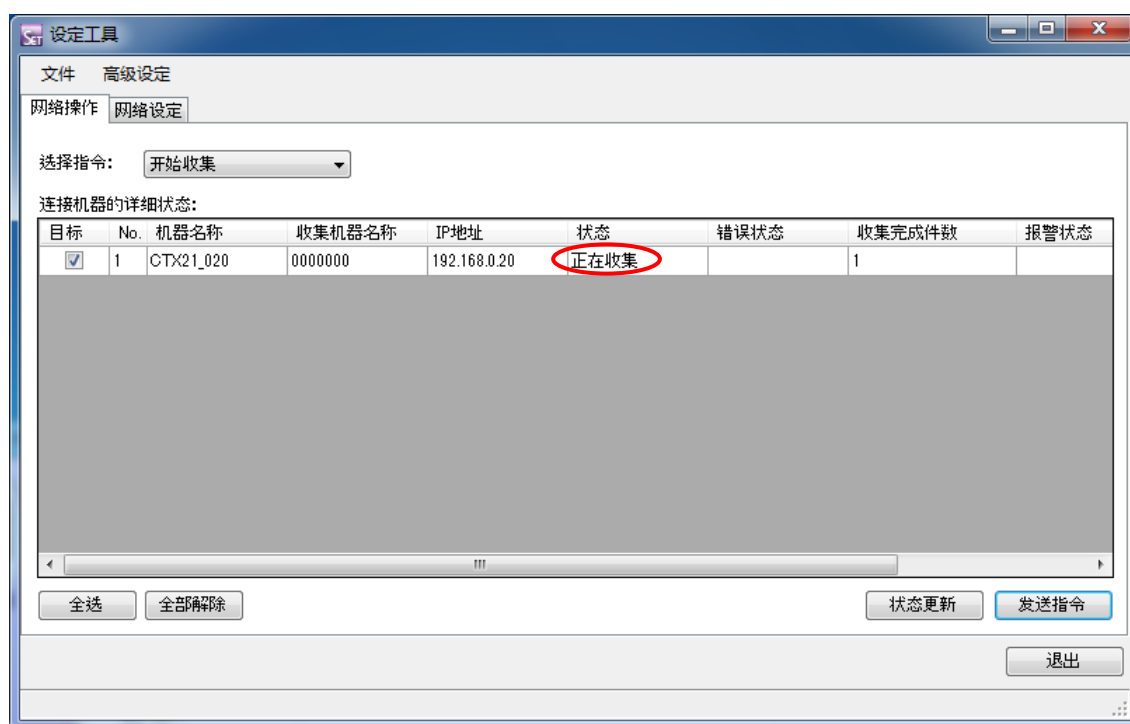 SET 设定工具
文件 高级设定
网络操作 网络设定
选择指令: 开始收集
连接机器的详细状态:
目标 No. 机器名称 收集机器名称 IP地址 状态 错误状态 收集完成件数 报警状态
1 CTX21_020 0000000 192.168.0.20 正在收集 1
全选 全部解除 状态更新 发送指令
退出